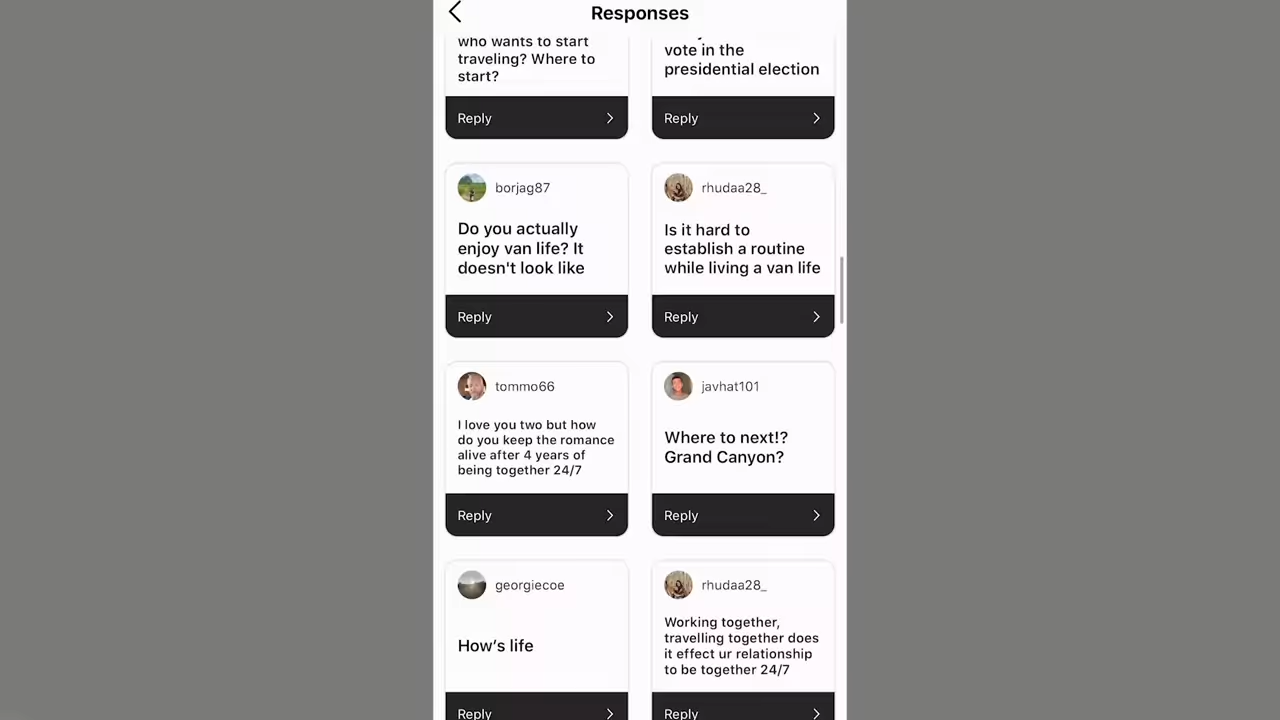 Responses
who wants to start
traveling? Where to
start?
Reply
vote in the
presidential election
Reply
borjag87
Do you actually
enjoy van life? It
doesn't look like
Reply
rhudaa28_
Is it hard to
establish a routine
while living a van life
Reply
tommo66
I love you two but how
do you keep the romance
alive after 4 years of
being together 24/7
Reply
javhat101
Where to next!?
Grand Canyon?
Reply
georgiecoe
How's life
Reply
rhudaa28_
Working together,
travelling together does
it effect ur relationship
to be together 24/7
Reply